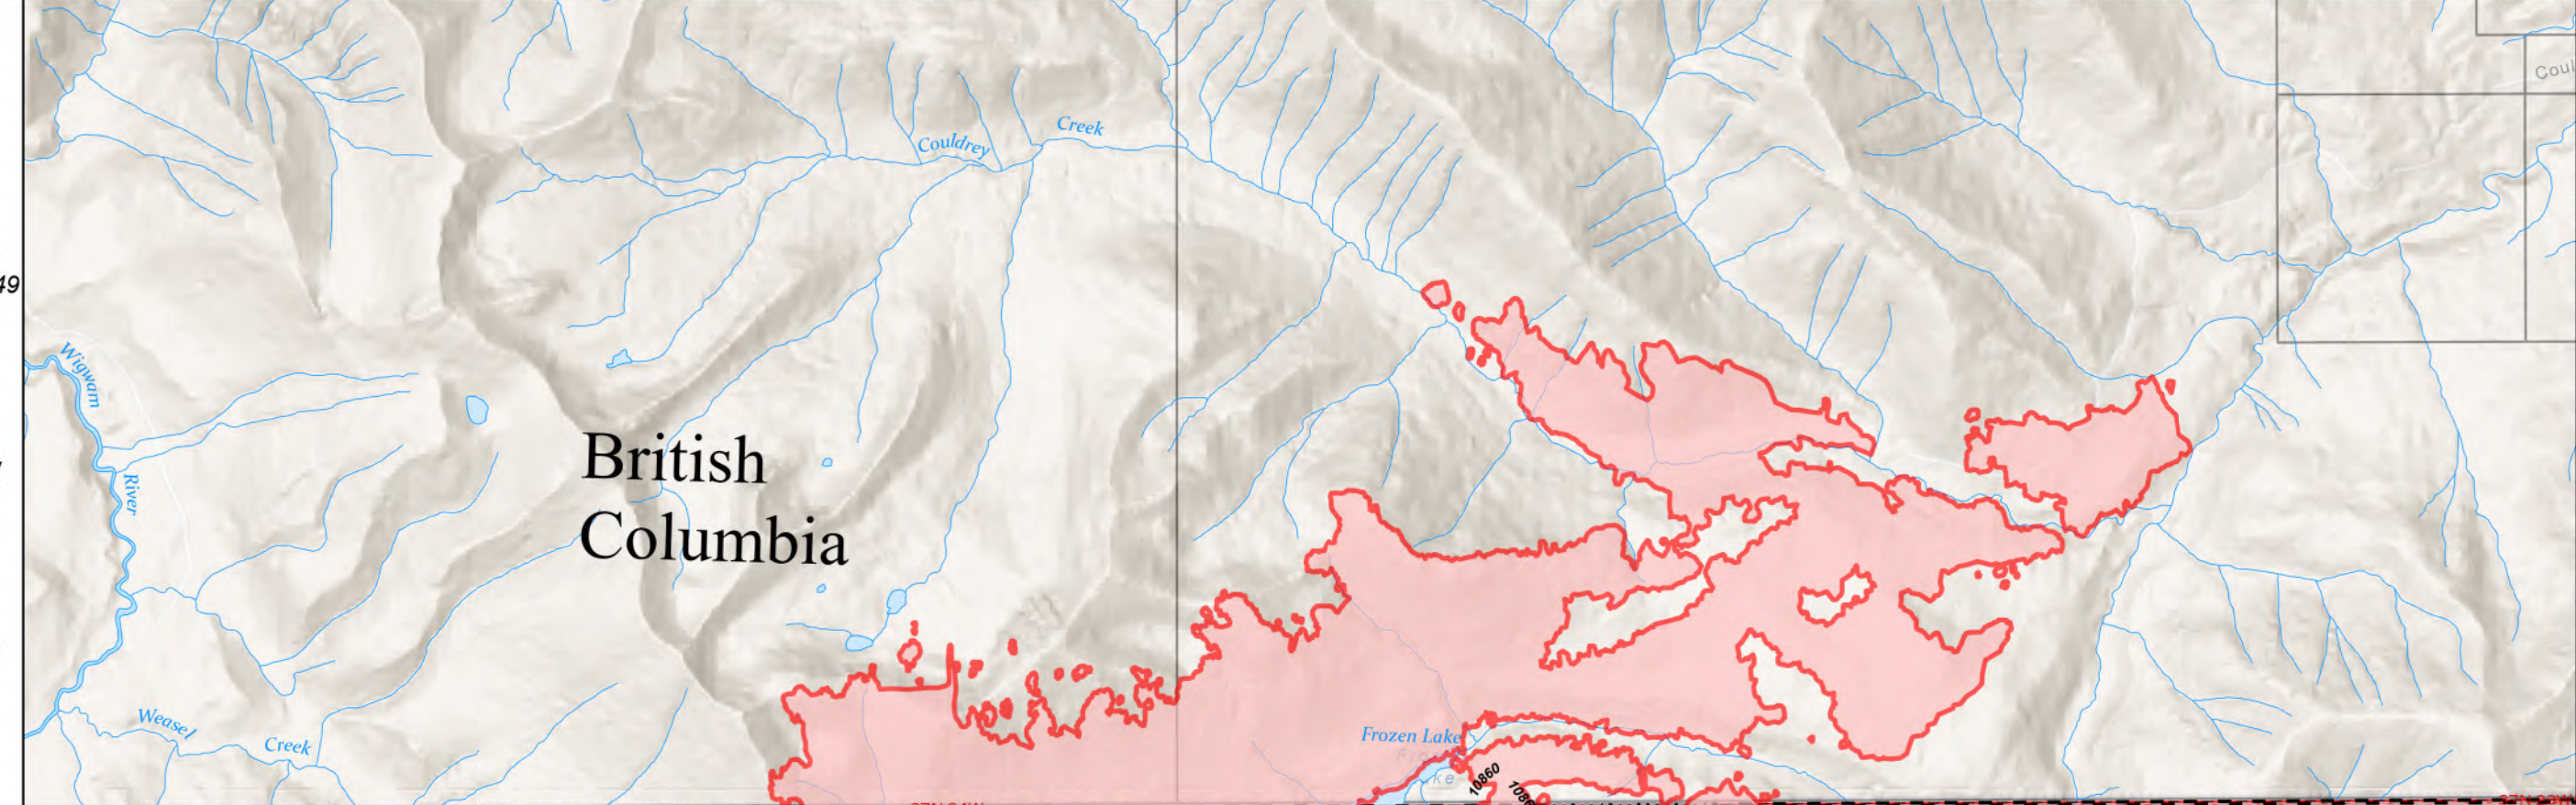 Creek
Couldrey
49
Wigwam
British
River
Columbia
Weasel
Creek
Frozen Lake
10860